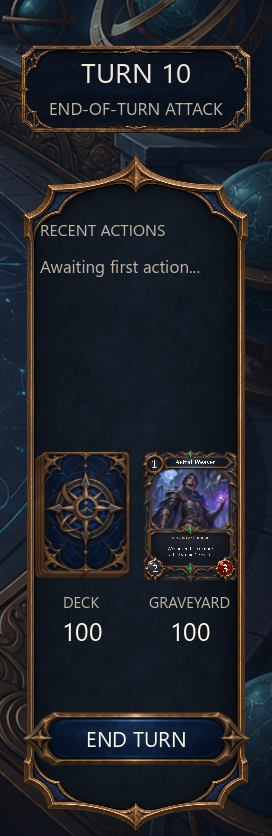 TURN 10
END-OF-TURN ATTACK
RECENT ACTIONS
Awaiting first action...
1
Astral Weaver
2
3
DECK
GRAVEYARD
100
100
END TURN